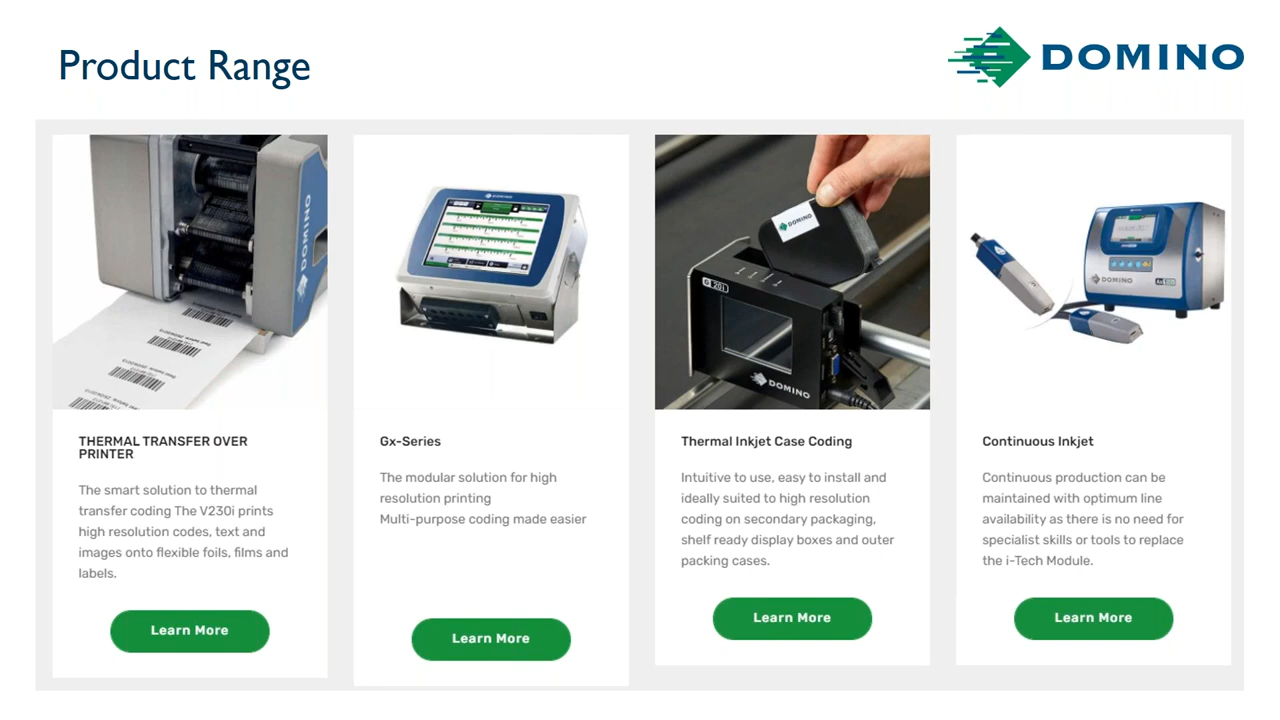 Product Range
DOMINO
DOMINO
THERMAL TRANSFER OVER
PRINTER
The smart solution to thermal
transfer coding The V230i prints
high resolution codes, text and
images onto flexible foils, films and
labels.
Learn More
Gx-Series
The modular solution for high
resolution printing
Multi-purpose coding made easier
Learn More
DOMINO
G20i
DOMINO
Thermal Inkjet Case Coding
Intuitive to use, easy to install and
ideally suited to high resolution
coding on secondary packaging,
shelf ready display boxes and outer
packing cases.
Learn More
DOMINO
Continuous Inkjet
Continuous production can be
maintained with optimum line
availability as there is no need for
specialist skills or tools to replace
the i-Tech Module.
Learn More